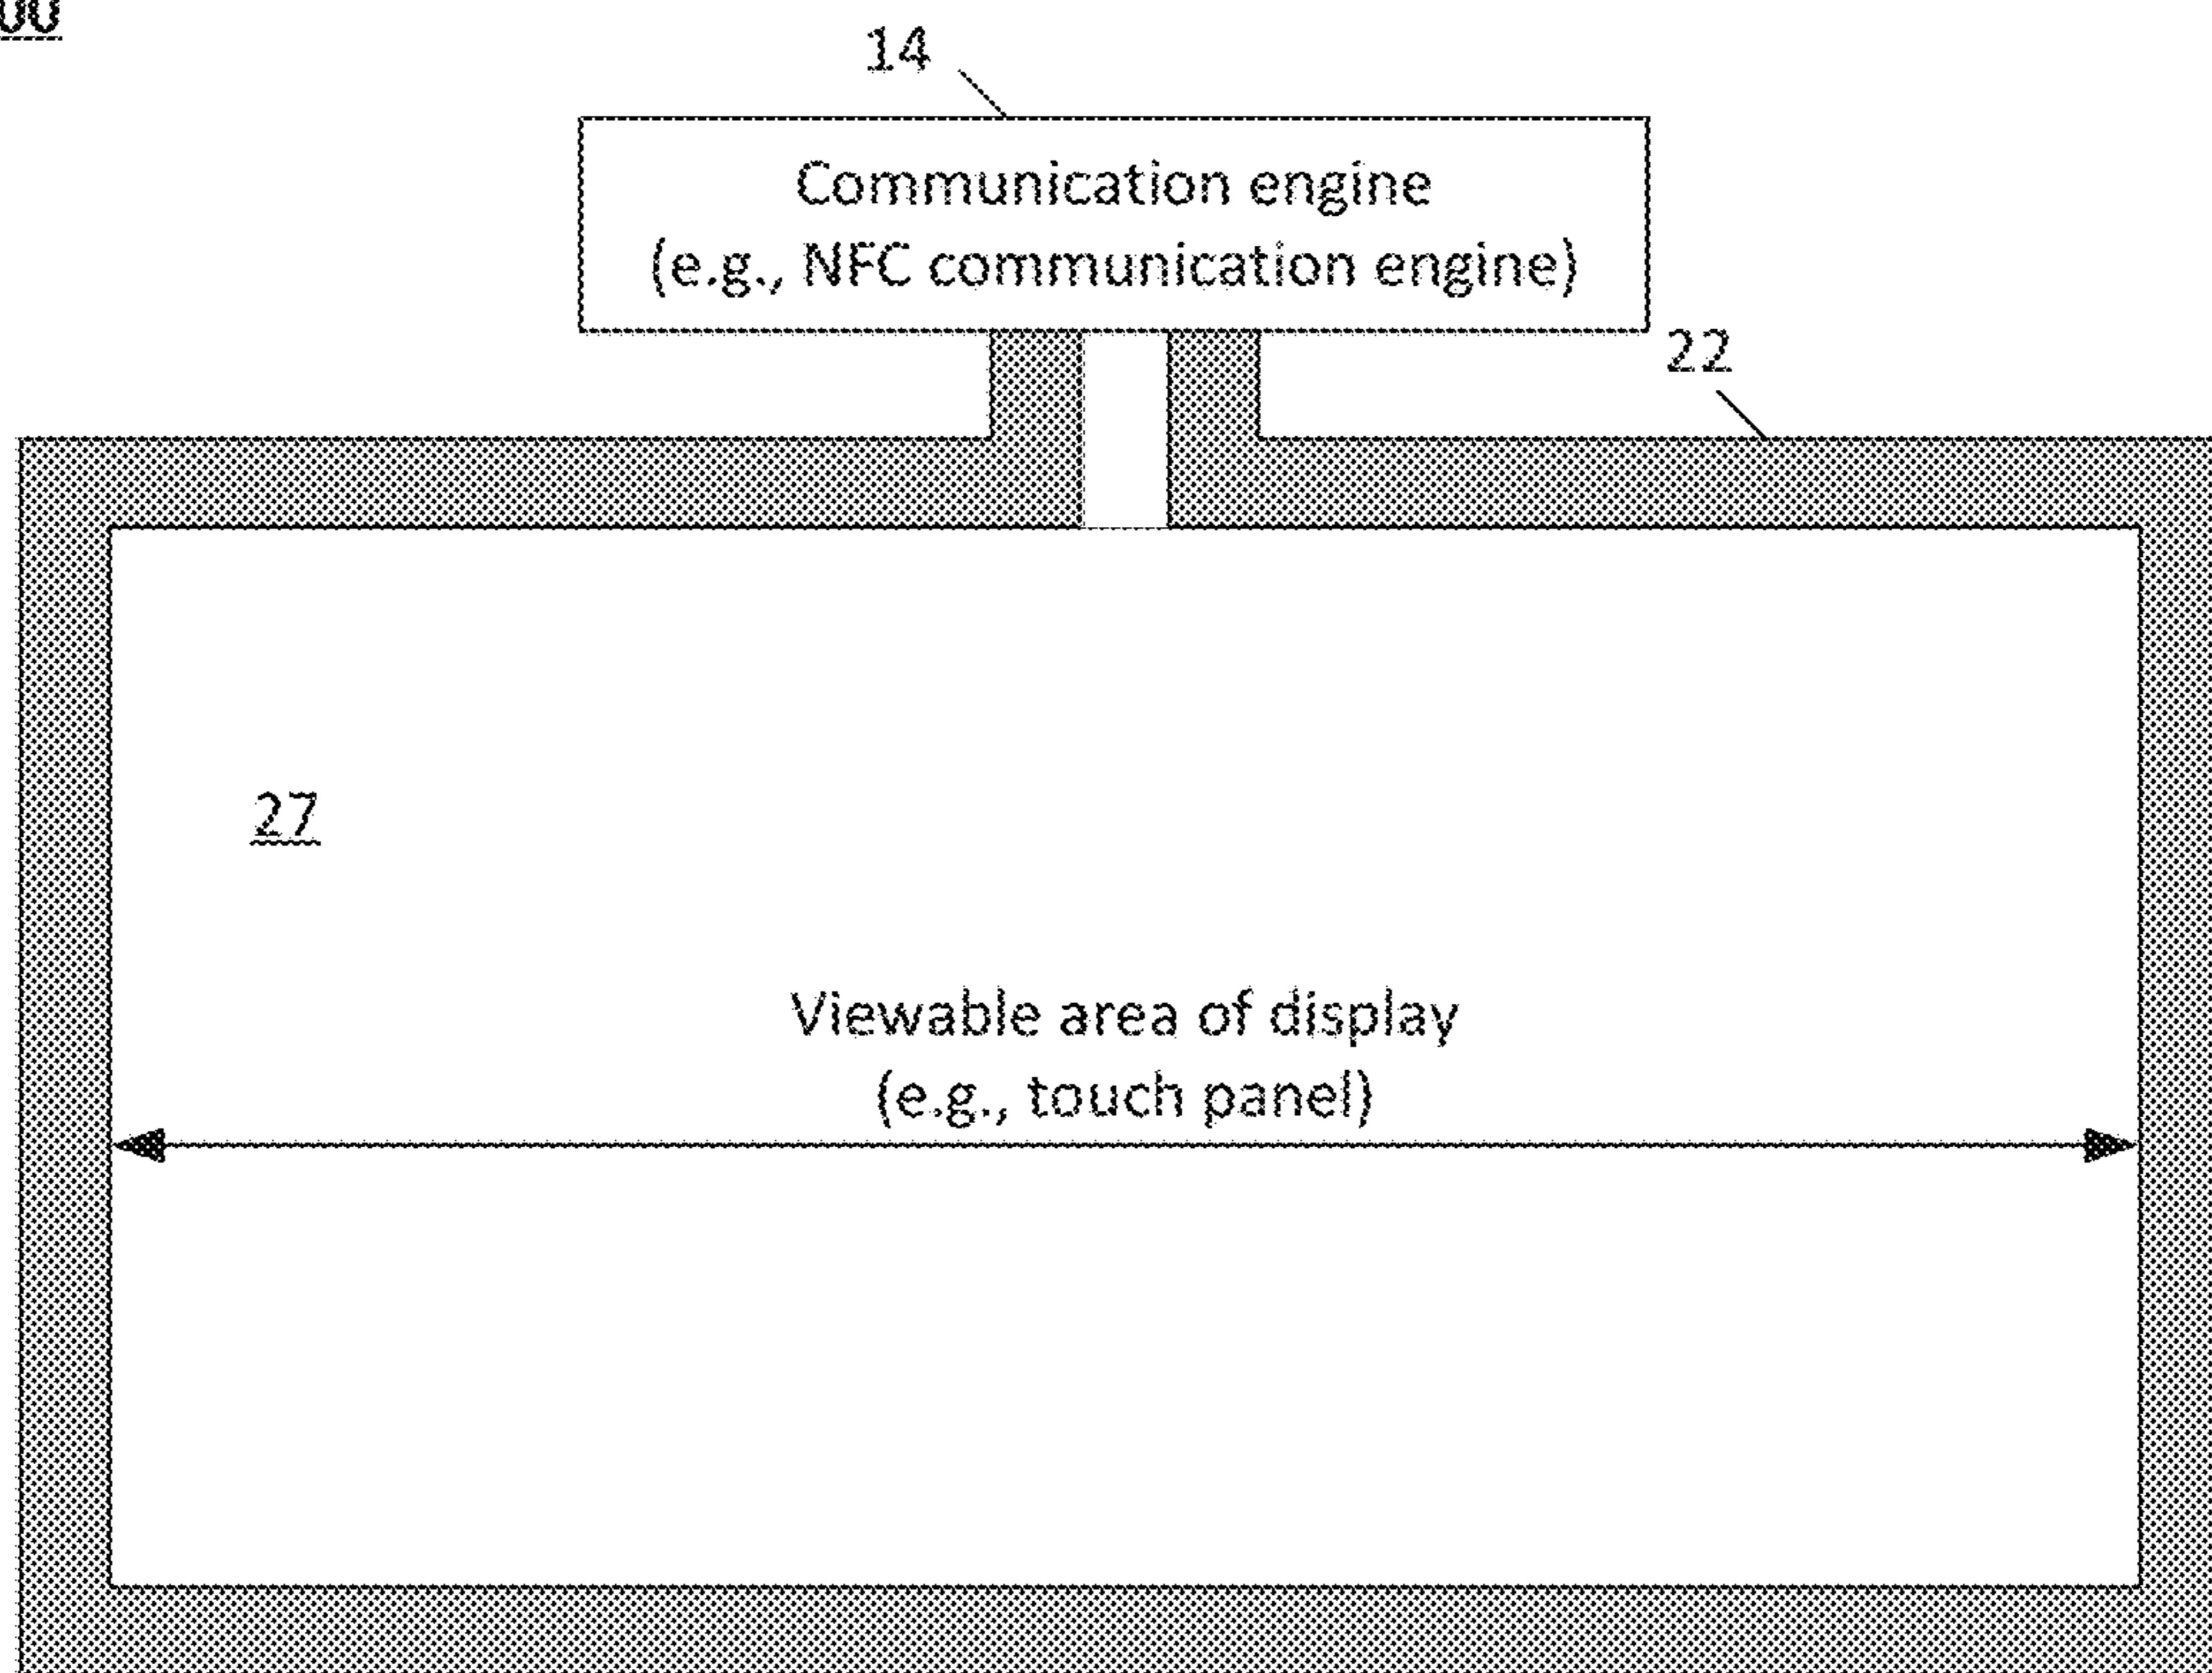 14
Communication engine
(e.g., NFC communication engine)
22
27
Viewable area of display
(e.g., touch panel)